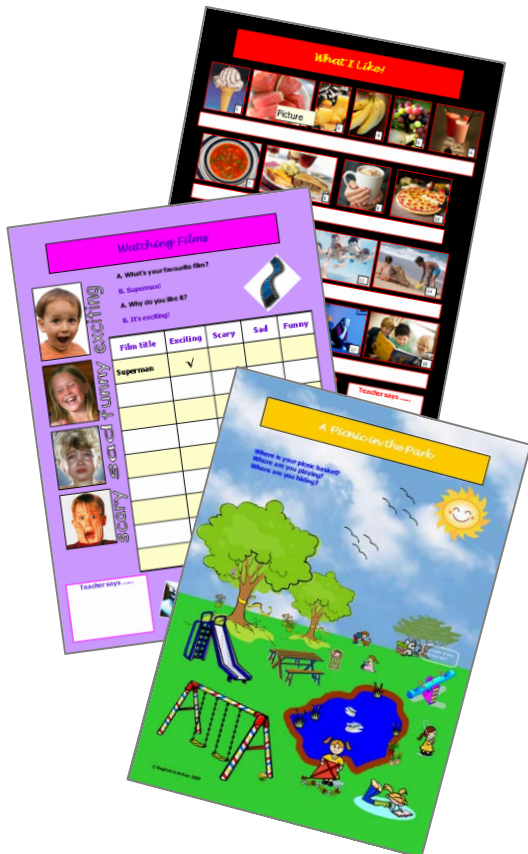 What I Like!
Picture
Watching Films
A. What's your favourite film?
B. Superman!
A. Why do you like it?
B. It's exciting!
scary sad funny exciting
Film title Exciting Scary Sad Funny
Superman √
Teacher says ......
Teacher says ......
A Picnic in the Park
Where is your picnic basket?
Where are you playing?
Where are you hiding?